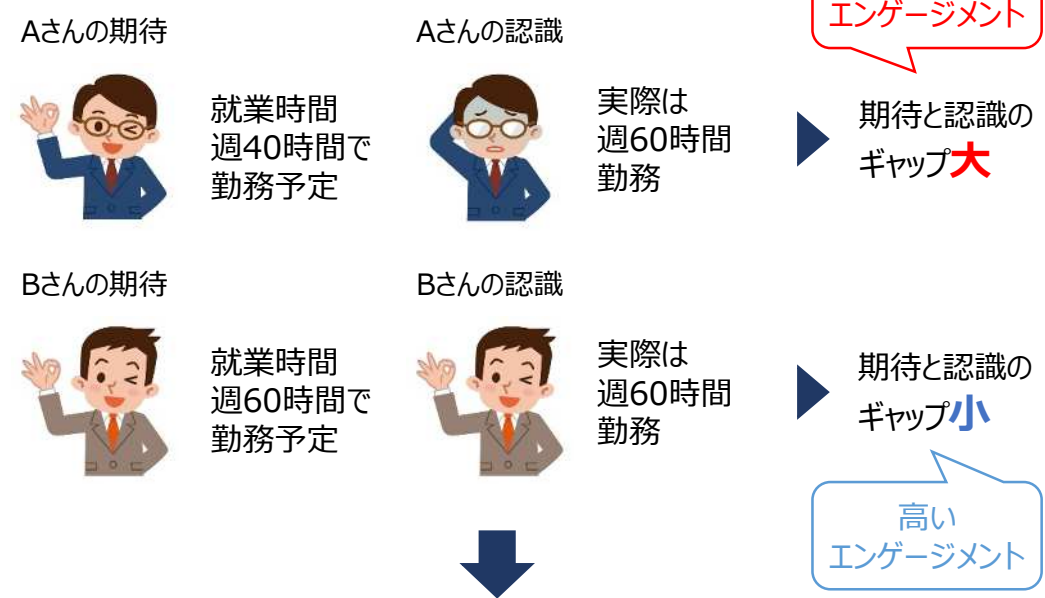 エンゲージメント
Aさんの期待
Aさんの認識
就業時間
週40時間で
勤務予定
実際は
週60時間
勤務
期待と認識の
ギャップ大
Bさんの期待
Bさんの認識
就業時間
週60時間で
勤務予定
実際は
週60時間
勤務
期待と認識の
ギャップ小
高い
エンゲージメント